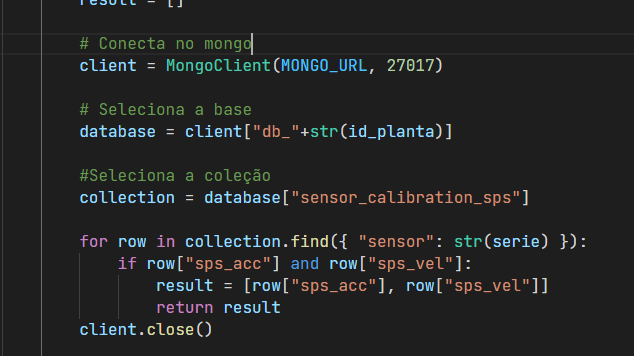 result = []
# Conecta no mongo
client = MongoClient(MONGO_URL, 27017)
# Seleciona a base
database = client["db_"+str(id_planta)]
#Seleciona a coleção
collection = database["sensor_calibration_sps"]
for row in collection.find({ "sensor": str(serie) }):
if row["sps_acc"] and row["sps_vel"]:
result = [row["sps_acc"], row["sps_vel"]]
return result
client.close()